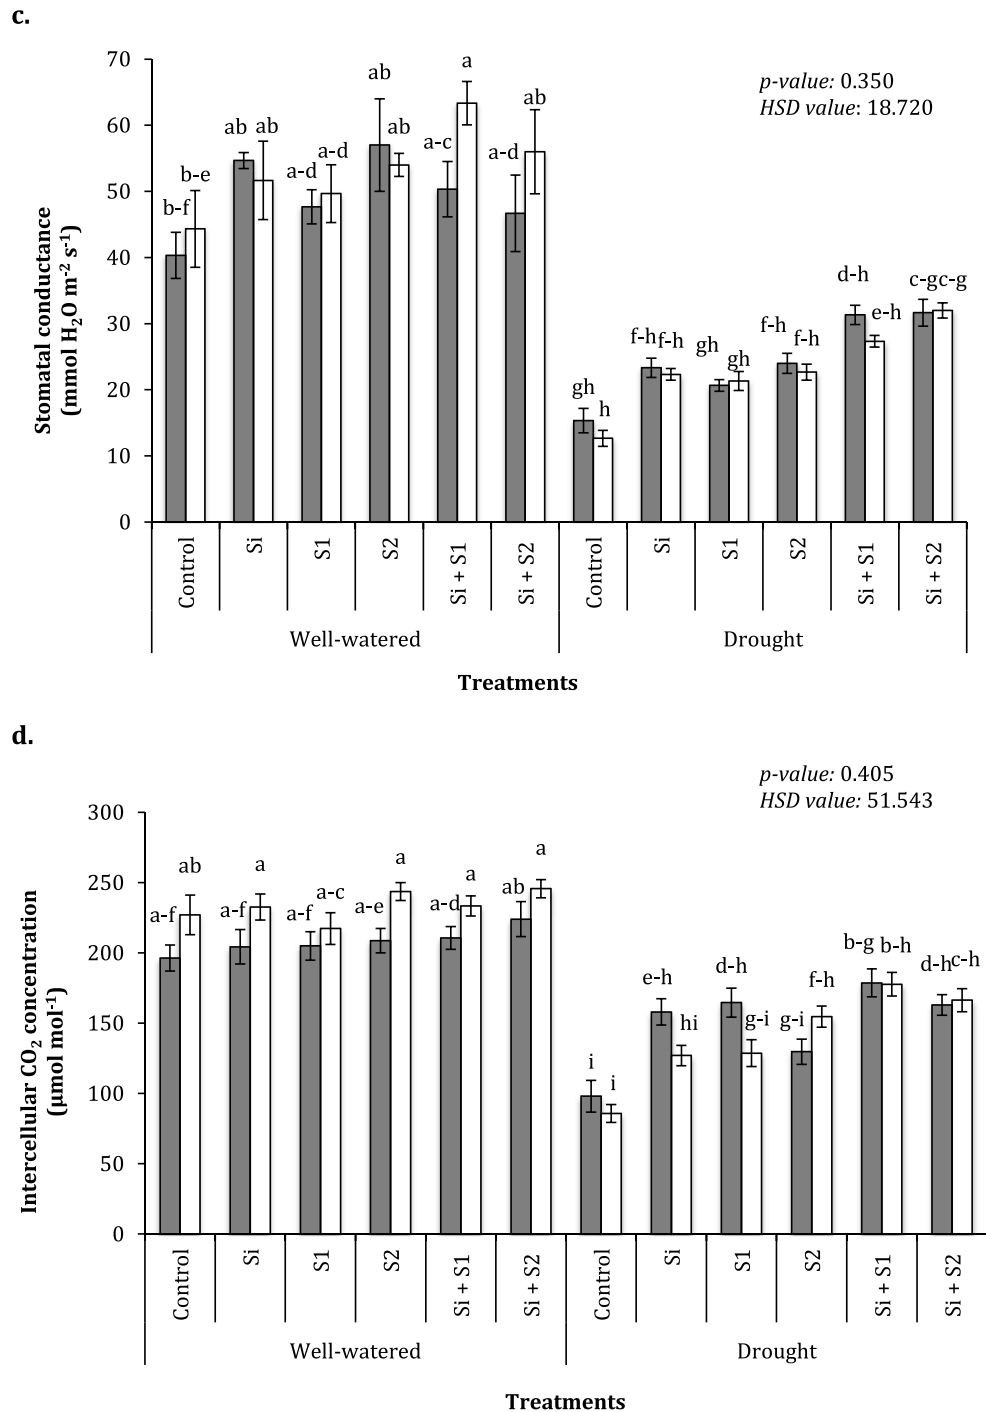 c.
p-value: 0.350
HSD value: 18.720
Stomatal conductance
(mmol H₂O m⁻² s⁻¹)
70
60
50
40
30
20
10
0
b-f b-e ab ab a-d a-d ab ab a-c a a-d ab gh h f-h f-h gh gh f-h f-h d-h e-h c-g c-g
Control Si S1 S2 Si + S1 Si + S2 Control Si S1 S2 Si + S1 Si + S2
Well-watered Drought
Treatments
d.
p-value: 0.405
HSD value: 51.543
Intercellular CO₂ concentration
(μmol mol⁻¹)
300
250
200
150
100
50
0
a-f ab a-f a a-f a-c a-e a a-d a ab a i i e-h hi d-h g-i g-i f-h b-g b-h d-h c-h
Control Si S1 S2 Si + S1 Si + S2 Control Si S1 S2 Si + S1 Si + S2
Well-watered Drought
Treatments